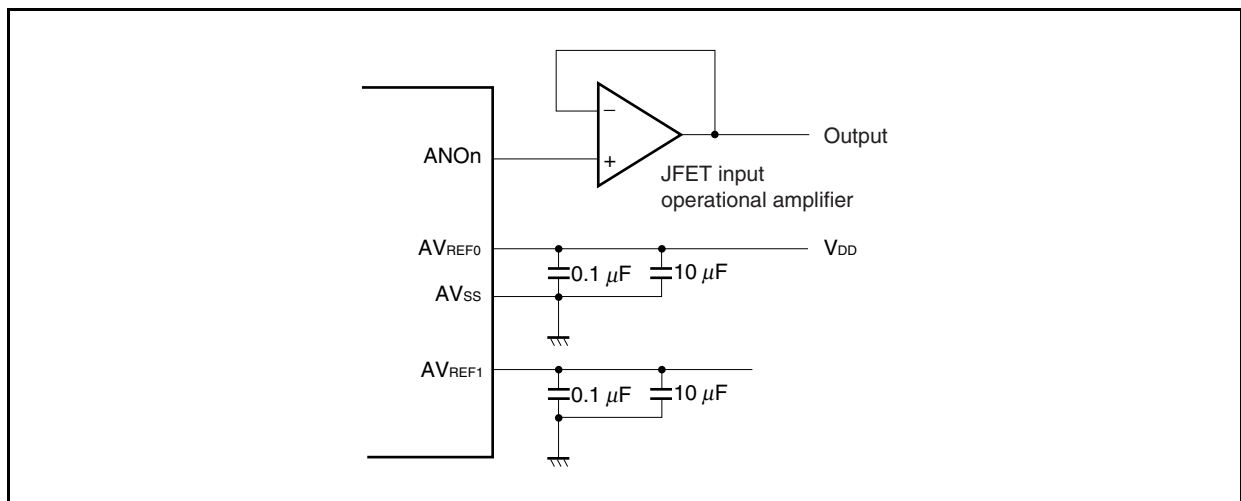 −
ANOn
+
Output
JFET input
operational amplifier
AVREF0
VDD
0.1 μF
10 μF
AVSS
AVREF1
0.1 μF
10 μF